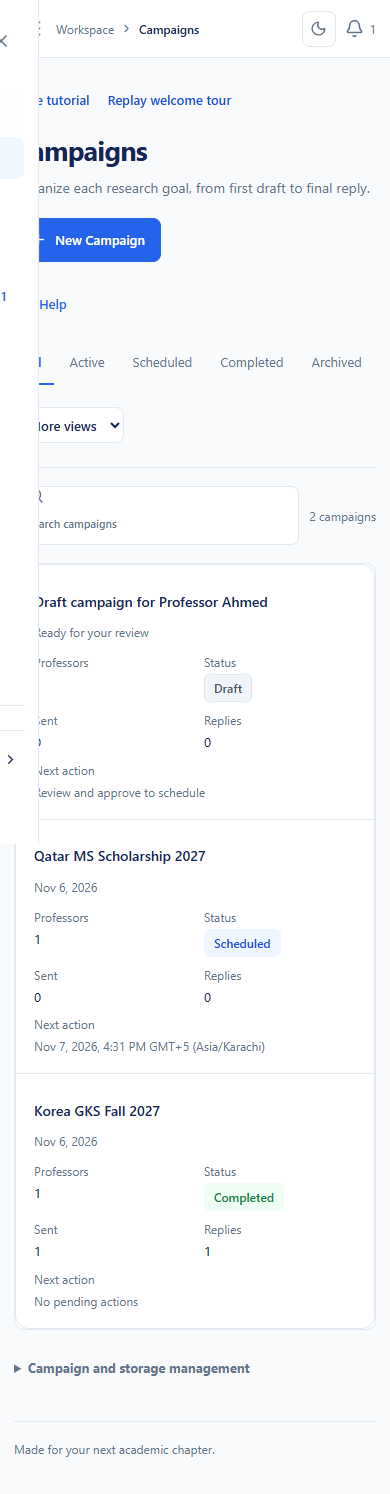 Workspace > Campaigns
1
tutorial Replay welcome tour
ampaigns
anize each research goal, from first draft to final reply.
New Campaign
1
Help
Active Scheduled Completed Archived
More views
arch campaigns
2 campaigns
Draft campaign for Professor Ahmed
Ready for your review
Professors Status
Draft
Sent Replies
0 0
Next action
Review and approve to schedule
Qatar MS Scholarship 2027
Nov 6, 2026
Professors Status
1 Scheduled
Sent Replies
0 0
Next action
Nov 7, 2026, 4:31 PM GMT+5 (Asia/Karachi)
Korea GKS Fall 2027
Nov 6, 2026
Professors Status
1 Completed
Sent Replies
1 1
Next action
No pending actions
Campaign and storage management
Made for your next academic chapter.